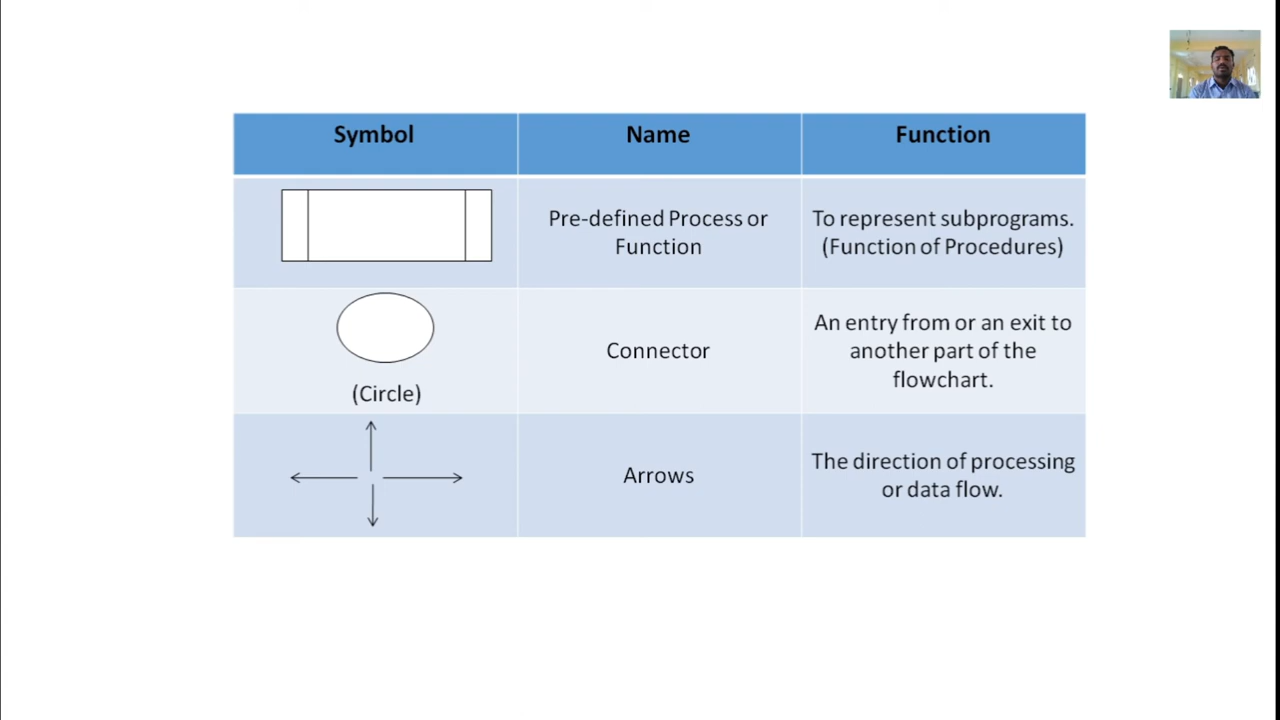 Symbol
Name
Function
Pre-defined Process or
Function
To represent subprograms.
(Function of Procedures)
(Circle)
Connector
An entry from or an exit to
another part of the
flowchart.
Arrows
The direction of processing
or data flow.